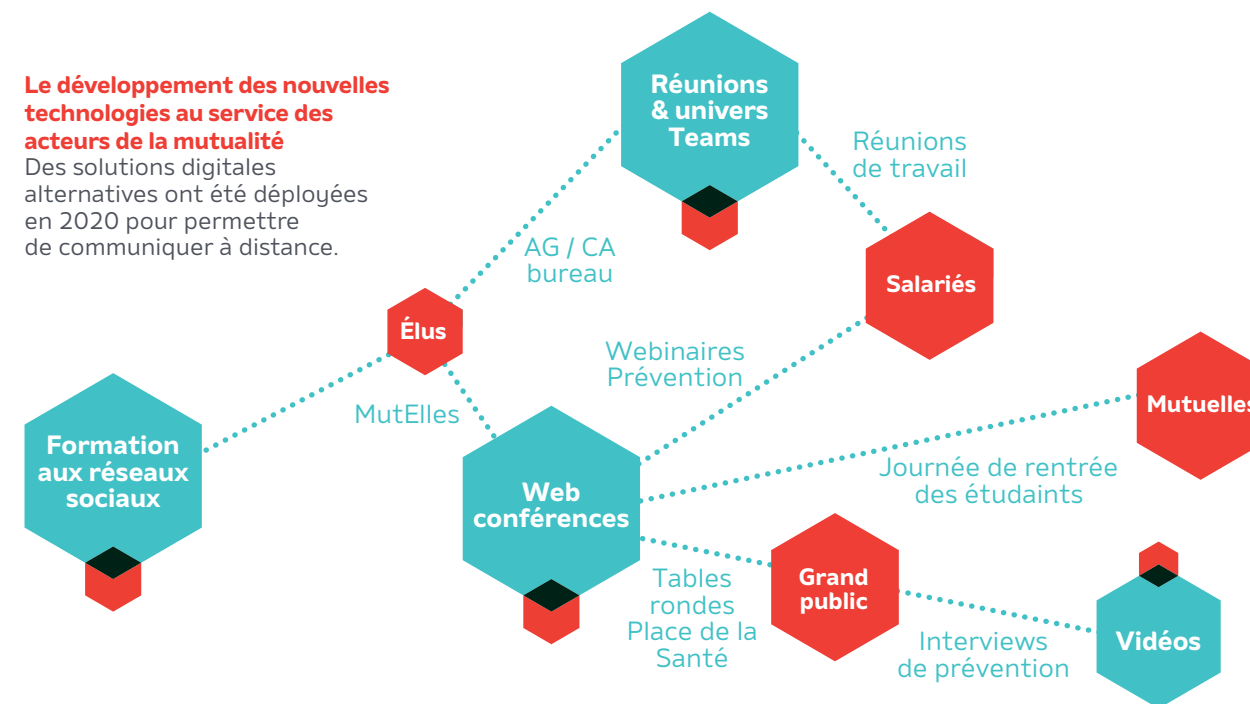 Le développement des nouvelles
technologies au service des
acteurs de la mutualité
Des solutions digitales
alternatives ont été déployées
en 2020 pour permettre
de communiquer à distance.
Réunions
& univers
Teams
Réunions
de travail
AG / CA
bureau
Salariés
Élus
Webinaires
Prévention
MutElles
Mutuelles
Formation
aux réseaux
sociaux
Web
conférences
Journée de rentrée
des étudaints
Tables
rondes
Place de la
Santé
Grand
public
Interviews
de prévention
Vidéos